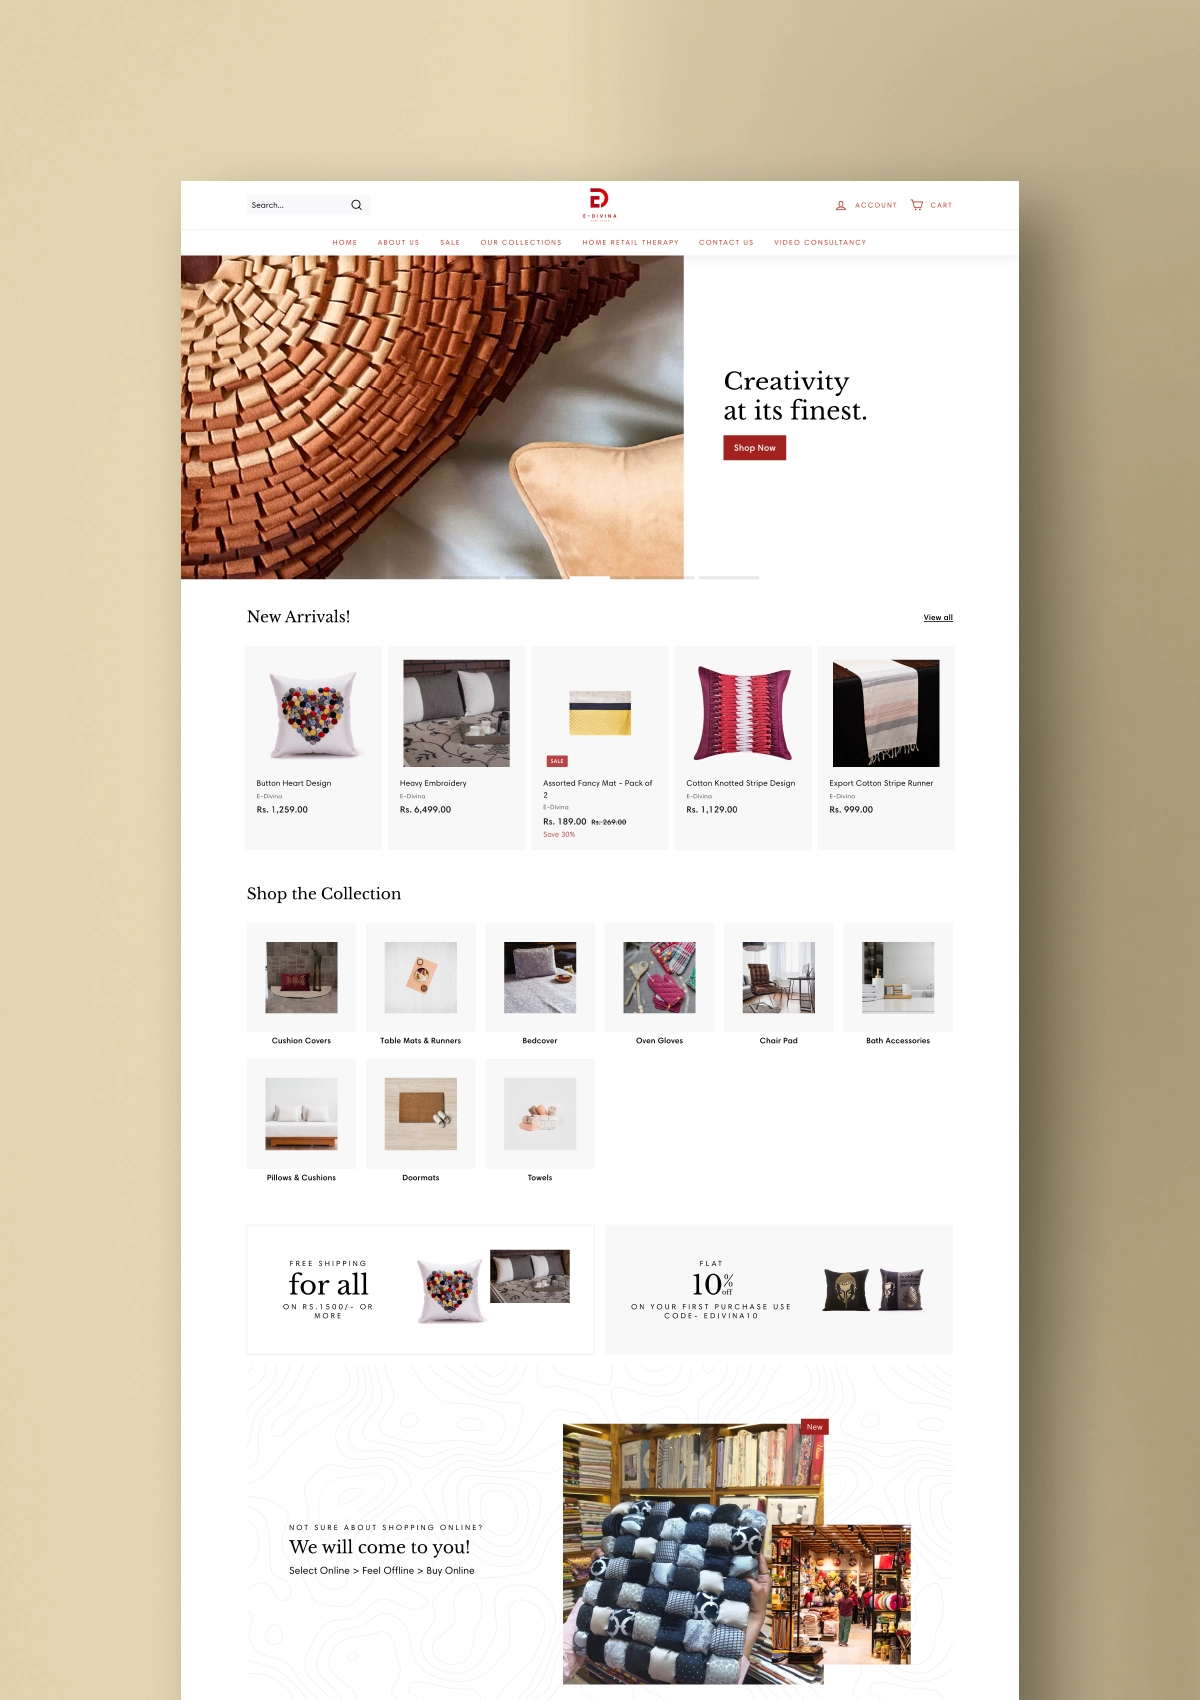 Search...
E-DIVINA
ACCOUNT
CART
HOME
ABOUT US
SALE
OUR COLLECTIONS
HOME RETAIL THERAPY
CONTACT US
VIDEO CONSULTANCY
Creativity
at its finest.
Shop Now
New Arrivals!
View all
Button Heart Design
E-Divina
Rs. 1,259.00
Heavy Embroidery
E-Divina
Rs. 6,499.00
SALE
Assorted Fancy Mat - Pack of
2
E-Divina
Rs. 189.00 Rs. 269.00
Save 30%
Cotton Knotted Stripe Design
E-Divina
Rs. 1,129.00
Export Cotton Stripe Runner
E-Divina
Rs. 999.00
Shop the Collection
Cushion Covers
Table Mats & Runners
Bedcover
Oven Gloves
Chair Pad
Bath Accessories
Pillows & Cushions
Doormats
Towels
FREE SHIPPING
for all
ON RS.1500/- OR
MORE
FLAT
10% off
ON YOUR FIRST PURCHASE USE
CODE- EDIVINA10
New
NOT SURE ABOUT SHOPPING ONLINE?
We will come to you!
Select Online > Feel Offline > Buy Online